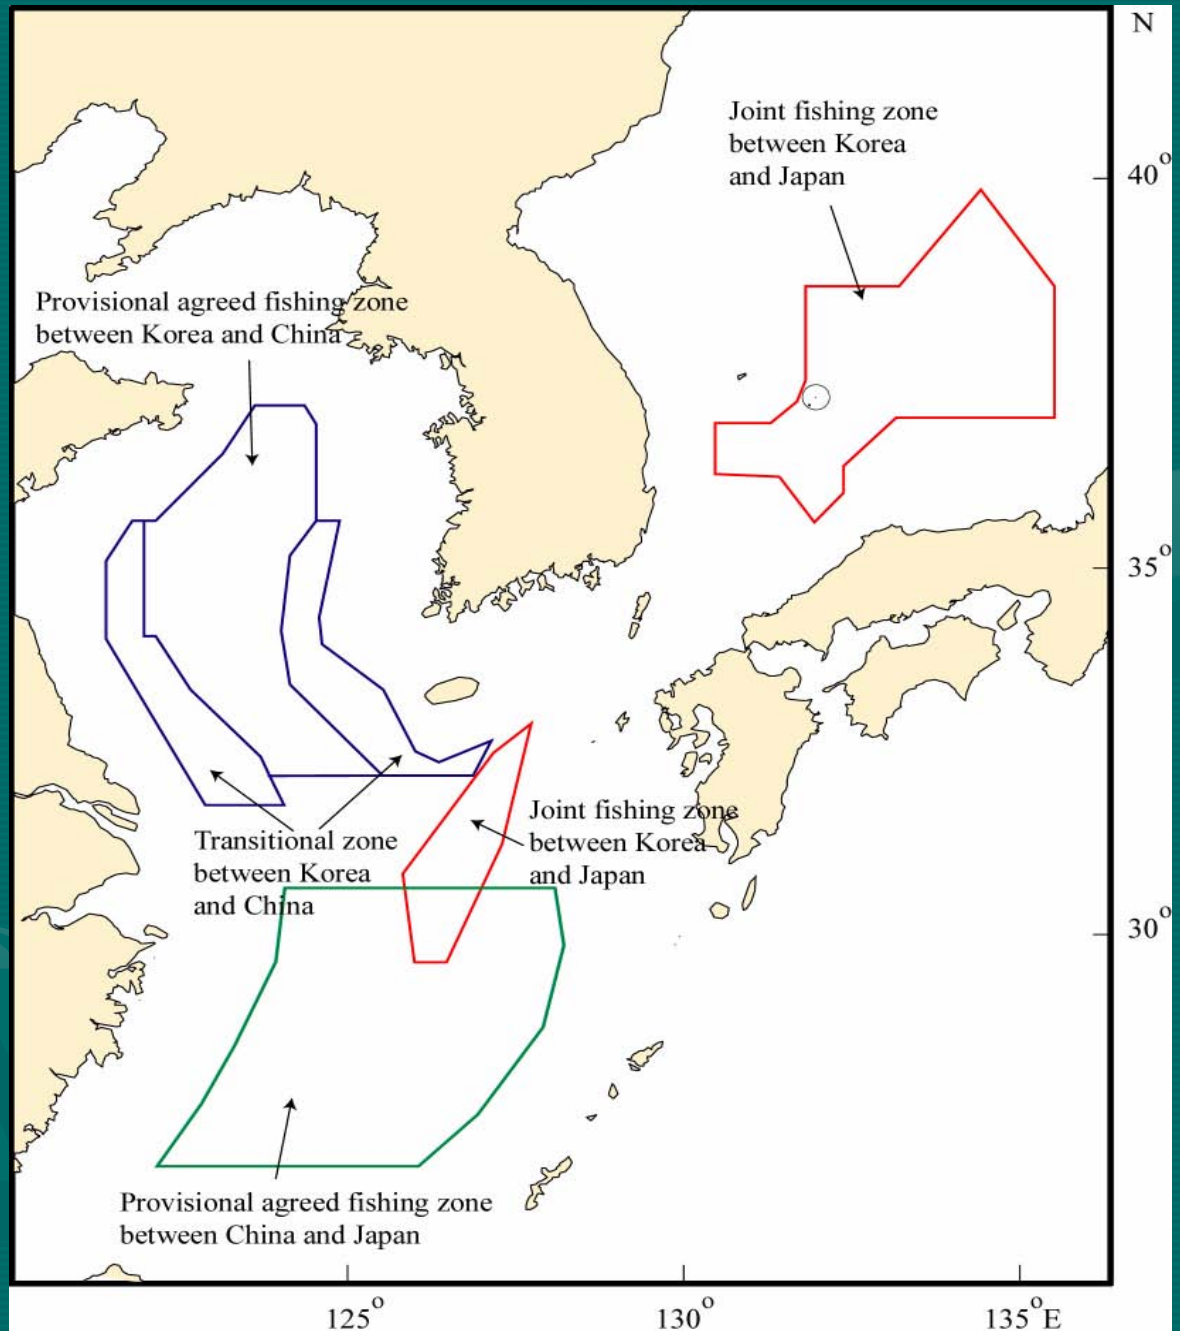 N
Joint fishing zone
between Korea
and Japan
40°
Provisional agreed fishing zone
between Korea and China
35°
Joint fishing zone
between Korea
and Japan
Transitional zone
between Korea
and China
30°
Provisional agreed fishing zone
between China and Japan
125°
130°
135°E